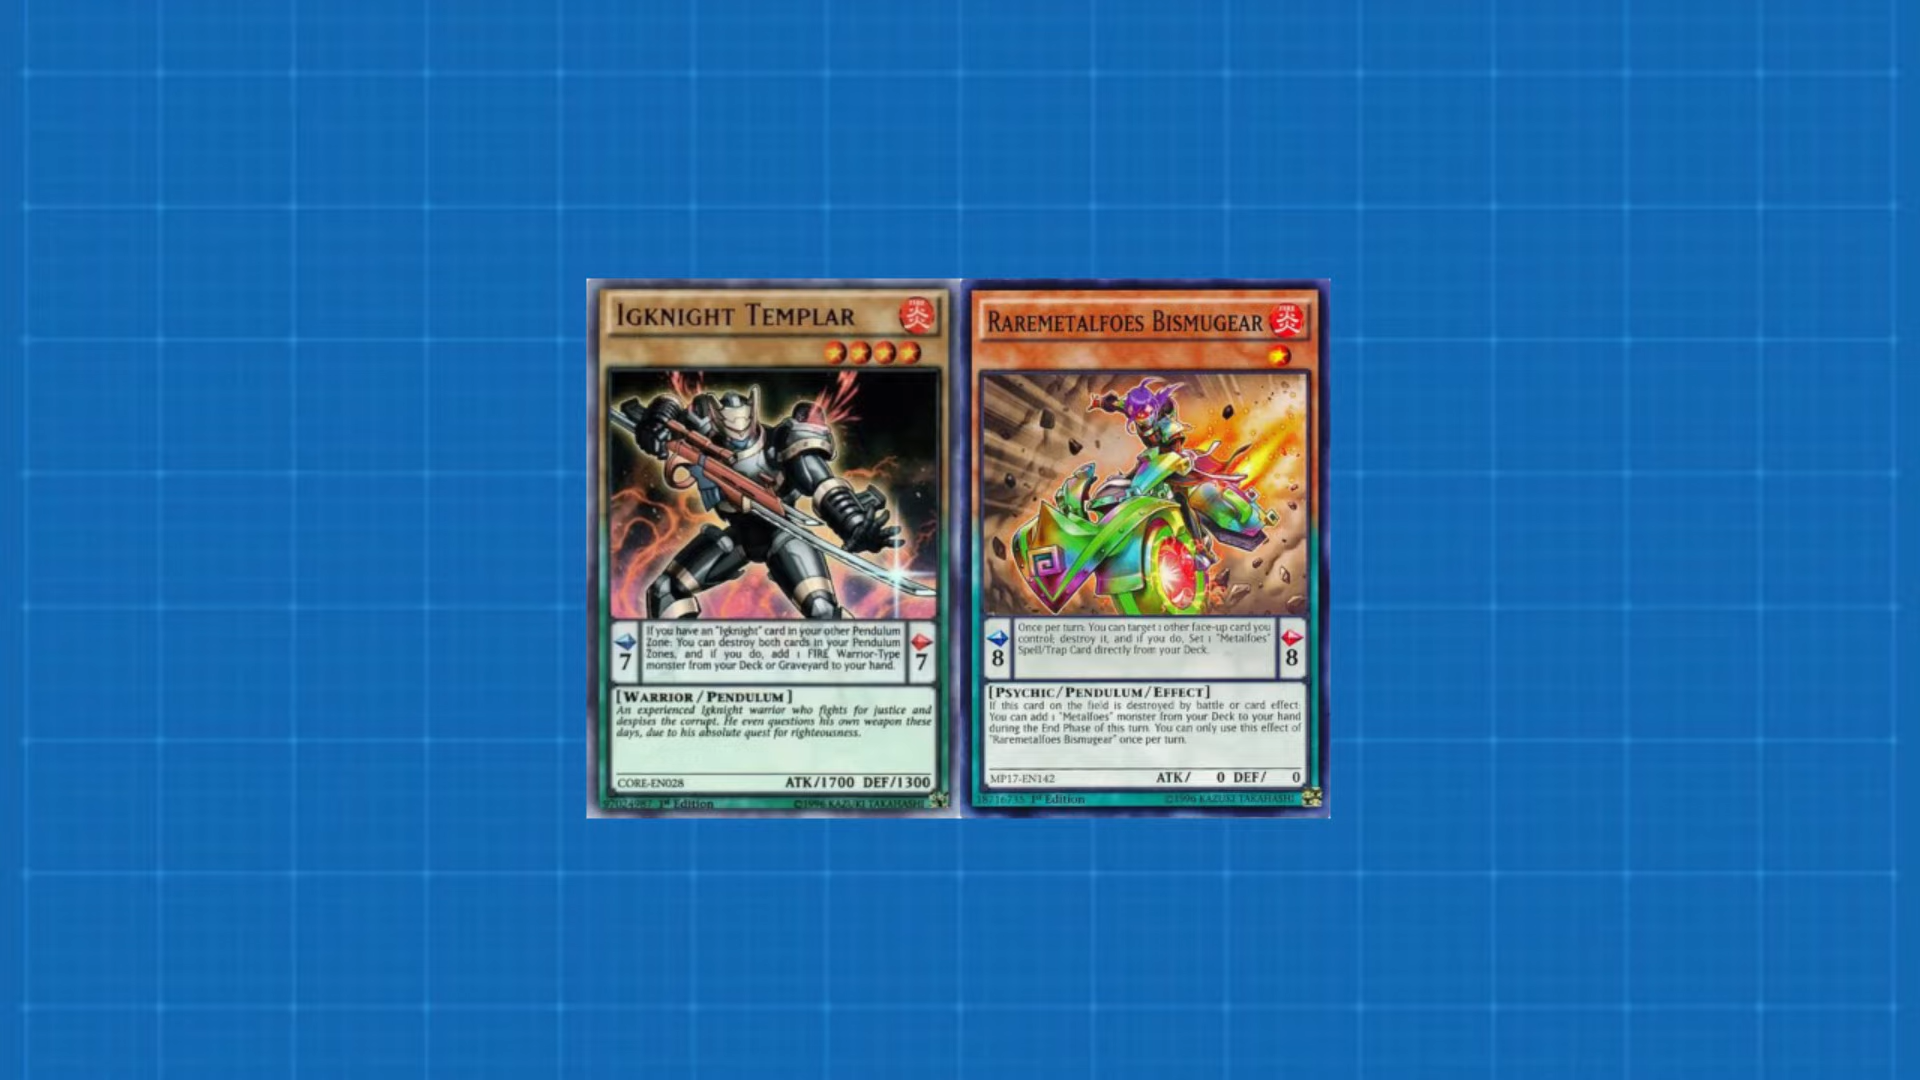 IGKNIGHT TEMPLAR
FIRE
炎
If you have an "Igknight" card in your other Pendulum
Zone: You can destroy both cards in your Pendulum
Zones, and if you do, add 1 FIRE Warrior-Type
monster from your Deck or Graveyard to your hand.
7
7
[WARRIOR/PENDULUM]
An experienced Igknight warrior who fights for justice and
despises the corrupt. He even questions his own weapon these
days, due to his absolute quest for righteousness.
CORE-EN028
ATK/1700 DEF/1300
1st Edition
©1996 KAZUKI TAKAHASHI
RAREMETALFOES BISMUGEAR
FIRE
炎
Once per turn: You can target 1 other face-up card you
control; destroy it, and if you do, Set 1 "Metalfoes"
Spell/Trap Card directly from your Deck.
8
8
[PSYCHIC/PENDULUM/EFFECT]
If this card on the field is destroyed by battle or card effect:
You can add 1 "Metalfoes" monster from your Deck to your hand
during the End Phase of this turn. You can only use this effect of
"Raremetalfoes Bismugear" once per turn.
MP17-EN142
ATK/ 0 DEF/ 0
18716735 1st Edition
©1996 KAZUKI TAKAHASHI